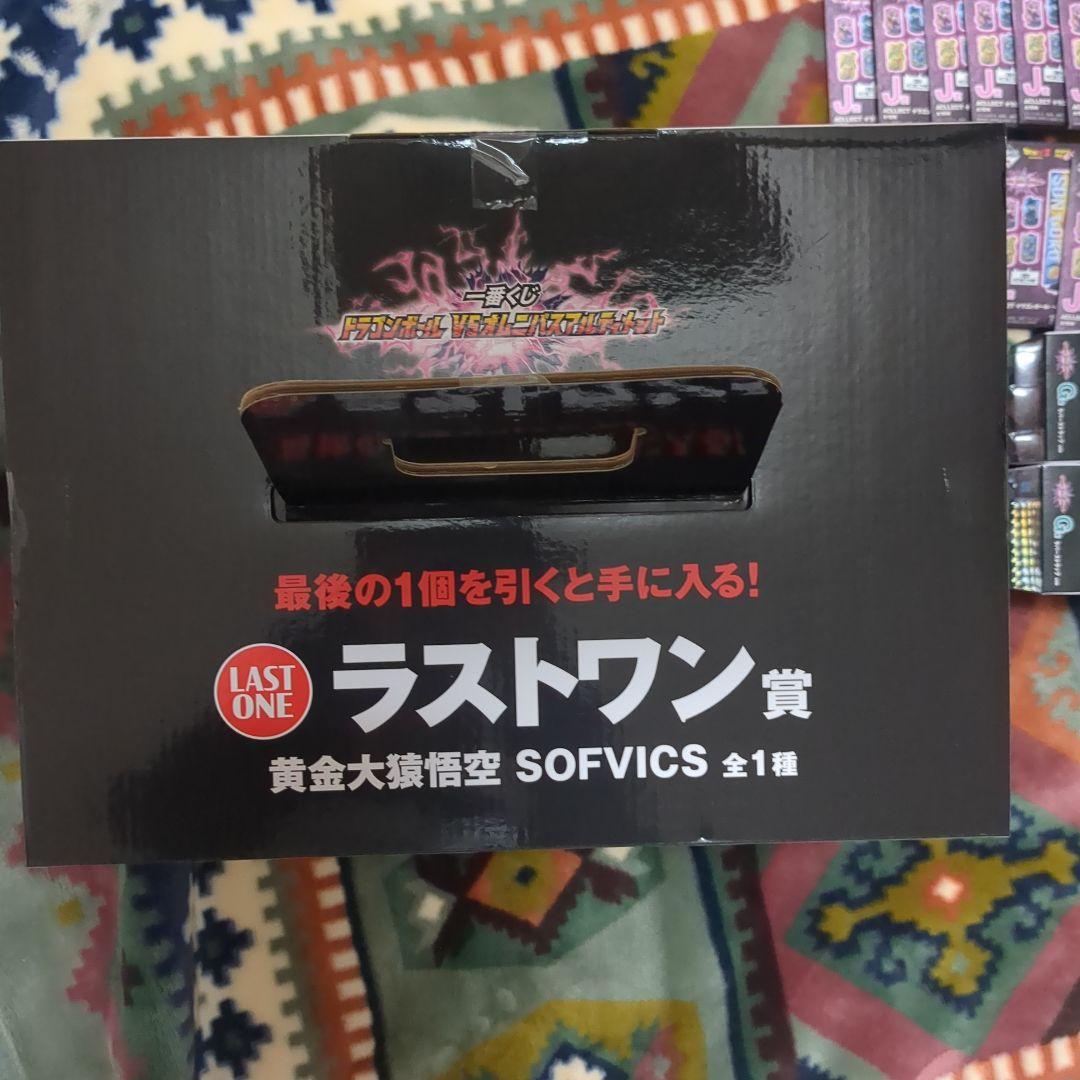 一番くじ
ドラゴンボール VSオムニバスアルティメット
最後の1個を引くと手に入る!
LAST
ONE
ラストワン賞
黄金大猿悟空 SOFVICS 全1種
J
J
J
J
J
G
G